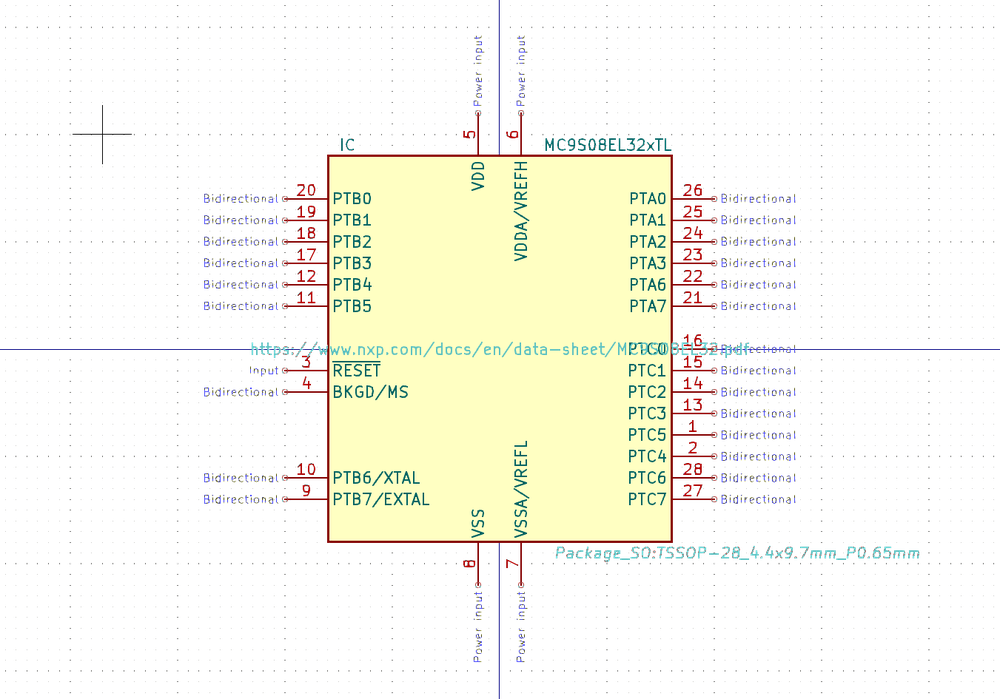 Power input
Power input
5
6
IC
MC9S08EL32xTL
VDD
VDDA/VREFH
Bidirectional 20 PTB0 PTA0 26 Bidirectional
Bidirectional 19 PTB1 PTA1 25 Bidirectional
Bidirectional 18 PTB2 PTA2 24 Bidirectional
Bidirectional 17 PTB3 PTA3 23 Bidirectional
Bidirectional 12 PTB4 PTA6 22 Bidirectional
Bidirectional 11 PTB5 PTA7 21 Bidirectional
PTC0 16 Bidirectional
https://www.nxp.com/docs/en/data-sheet/MC9S08EL32.pdf
Input 3 RESET PTC1 15 Bidirectional
Bidirectional 4 BKGD/MS PTC2 14 Bidirectional
PTC3 13 Bidirectional
PTC5 1 Bidirectional
PTC4 2 Bidirectional
Bidirectional 10 PTB6/XTAL PTC6 28 Bidirectional
Bidirectional 9 PTB7/EXTAL PTC7 27 Bidirectional
VSS
VSSA/VREFL
Package_SO:TSSOP-28_4.4x9.7mm_P0.65mm
8
7
Power input
Power input